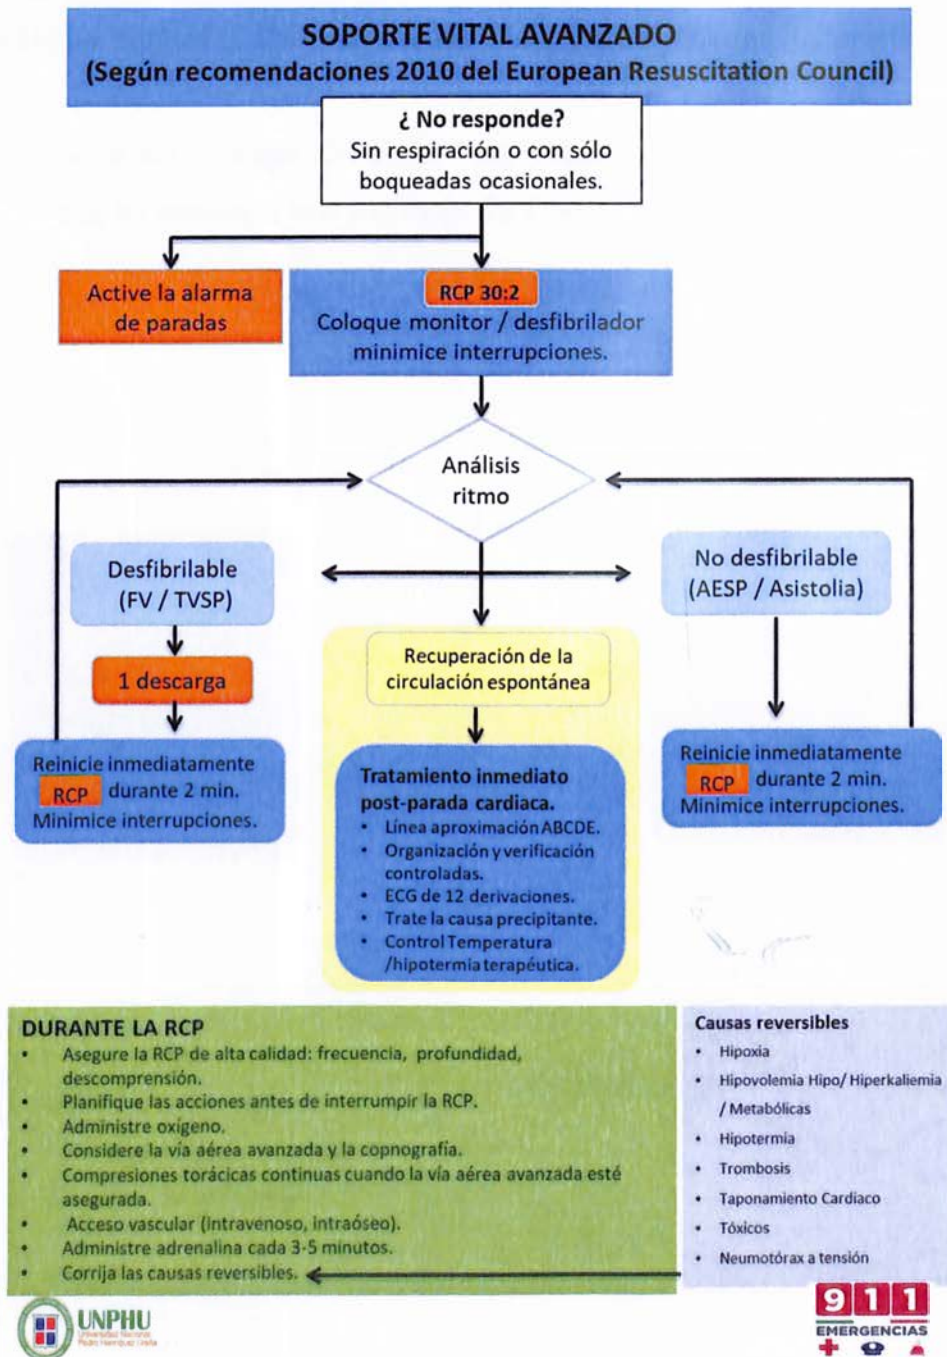 SOPORTE VITAL AVANZADO
(Según recomendaciones 2010 del European Resuscitation Council)
¿ No responde?
Sin respiración o con sólo
boqueadas ocasionales.
Active la alarma
de paradas
RCP 30:2
Coloque monitor / desfibrilador
minimice interrupciones.
Análisis
ritmo
Desfibrilable
(FV / TVSP)
No desfibrilable
(AESP / Asistolia)
1 descarga
Recuperación de la
circulación espontánea
Reinicie inmediatamente
RCP durante 2 min.
Minimice interrupciones.
Tratamiento inmediato
post-parada cardiaca.
• Línea aproximación ABCDE.
• Organización y verificación
controladas.
• ECG de 12 derivaciones.
• Trate la causa precipitante.
• Control Temperatura
/hipotermia terapéutica.
Reinicie inmediatamente
RCP durante 2 min.
Minimice interrupciones.
DURANTE LA RCP
• Asegure la RCP de alta calidad: frecuencia, profundidad,
descomprensión.
• Planifique las acciones antes de interrumpir la RCP.
• Administre oxígeno.
• Considere la vía aérea avanzada y la copnografía.
• Compresiones torácicas continuas cuando la vía aérea avanzada esté
asegurada.
• Acceso vascular (intravenoso, intraóseo).
• Administre adrenalina cada 3-5 minutos.
• Corrija las causas reversibles.
Causas reversibles
• Hipoxia
• Hipovolemia Hipo/ Hiperkaliemia
/ Metabólicas
• Hipotermia
• Trombosis
• Taponamiento Cardiaco
• Tóxicos
• Neumotórax a tensión
UNPHU
Universidad Nacional
Pedro Henríquez Ureña
911
EMERGENCIAS